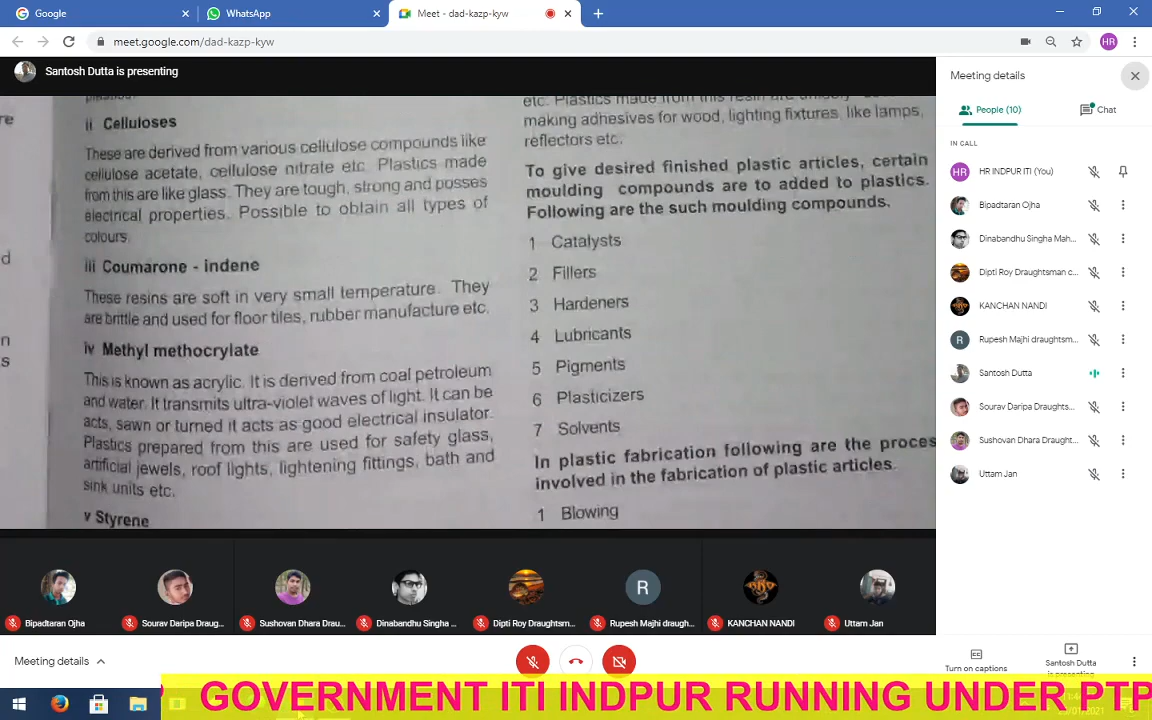 Google
WhatsApp
Meet - dad-kazp-kyw
meet.google.com/dad-kazp-kyw
HR
Santosh Dutta is presenting
ii Celluloses
These are derived from various cellulose compounds like
cellulose acetate, cellulose nitrate etc. Plastics made
from this are like glass. They are tough, strong and posses
electrical properties. Possible to obtain all types of
colours.
iii Coumarone - indene
These resins are soft in very small temperature. They
are brittle and used for floor tiles, rubber manufacture etc.
iv Methyl methocrylate
This is known as acrylic. It is derived from coal petroleum
and water. It transmits ultra-violet waves of light. It can be
acts, sawn or turned it acts as good electrical insulator.
Plastics prepared from this are used for safety glass,
artificial jewels, roof lights, lightening fittings, bath and
sink units etc.
v Styrene
etc. Plastics made from this resin are
making adhesives for wood, lighting fixtures, like lamps,
reflectors etc.
To give desired finished plastic articles, certain
moulding compounds are to added to plastics.
Following are the such moulding compounds.
1 Catalysts
2 Fillers
3 Hardeners
4 Lubricants
5 Pigments
6 Plasticizers
7 Solvents
In plastic fabrication following are the proces
involved in the fabrication of plastic articles.
1 Blowing
Meeting details
People (10)
Chat
IN CALL
HR HR INDPUR ITI (You)
Bipadtaran Ojha
Dinabandhu Singha Mah...
Dipti Roy Draughtsman c...
KANCHAN NANDI
R Rupesh Majhi draughtsm...
Santosh Dutta
Sourav Daripa Draughts...
Sushovan Dhara Draught...
Uttam Jan
R
Bipadtaran Ojha
Sourav Daripa Draug...
Sushovan Dhara Drau...
Dinabandhu Singha ...
Dipti Roy Draughtsm...
Rupesh Majhi draugh...
KANCHAN NANDI
Uttam Jan
Meeting details
Turn on captions
Santosh Dutta
is presenting
GOVERNMENT ITI INDPUR RUNNING UNDER PTP